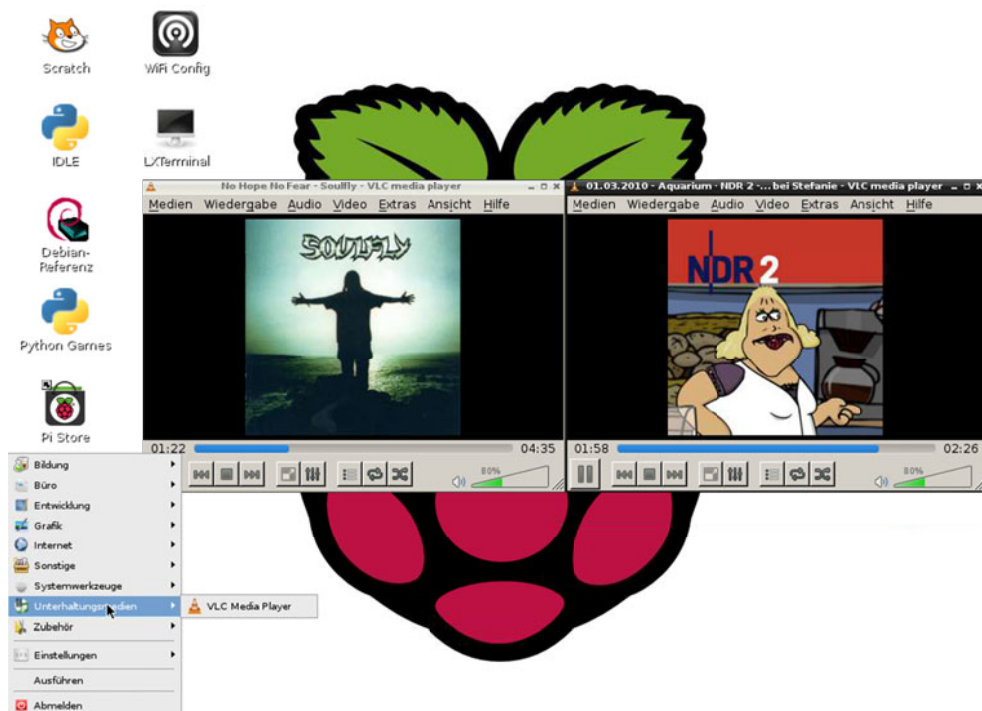 Scratch
WiFi Config
IDLE
LXTerminal
Debian-
Referenz
Python Games
Pi Store
No Hope No Fear - Soulfly - VLC media player
Medien Wiedergabe Audio Video Extras Ansicht Hilfe
SOULFLY
01:22 04:35
80%
01.03.2010 - Aquarium - NDR 2 -... bei Stefanie - VLC media player
Medien Wiedergabe Audio Video Extras Ansicht Hilfe
NDR 2
01:58 02:26
80%
Bildung
Büro
Entwicklung
Grafik
Internet
Sonstige
Systemwerkzeuge
Unterhaltungsmedien
VLC Media Player
Zubehör
Einstellungen
Ausführen
Abmelden